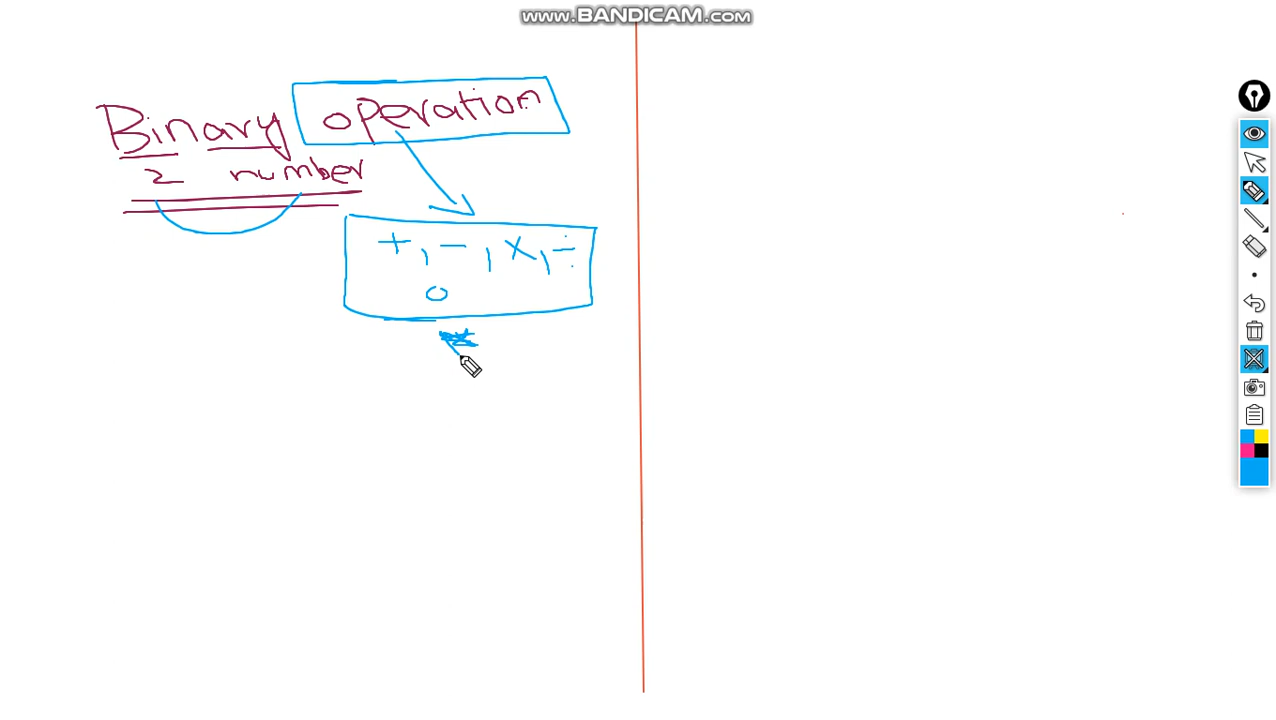 www.BANDICAM.com
Binary operation
2 number
+, -, ×, ÷
o
*